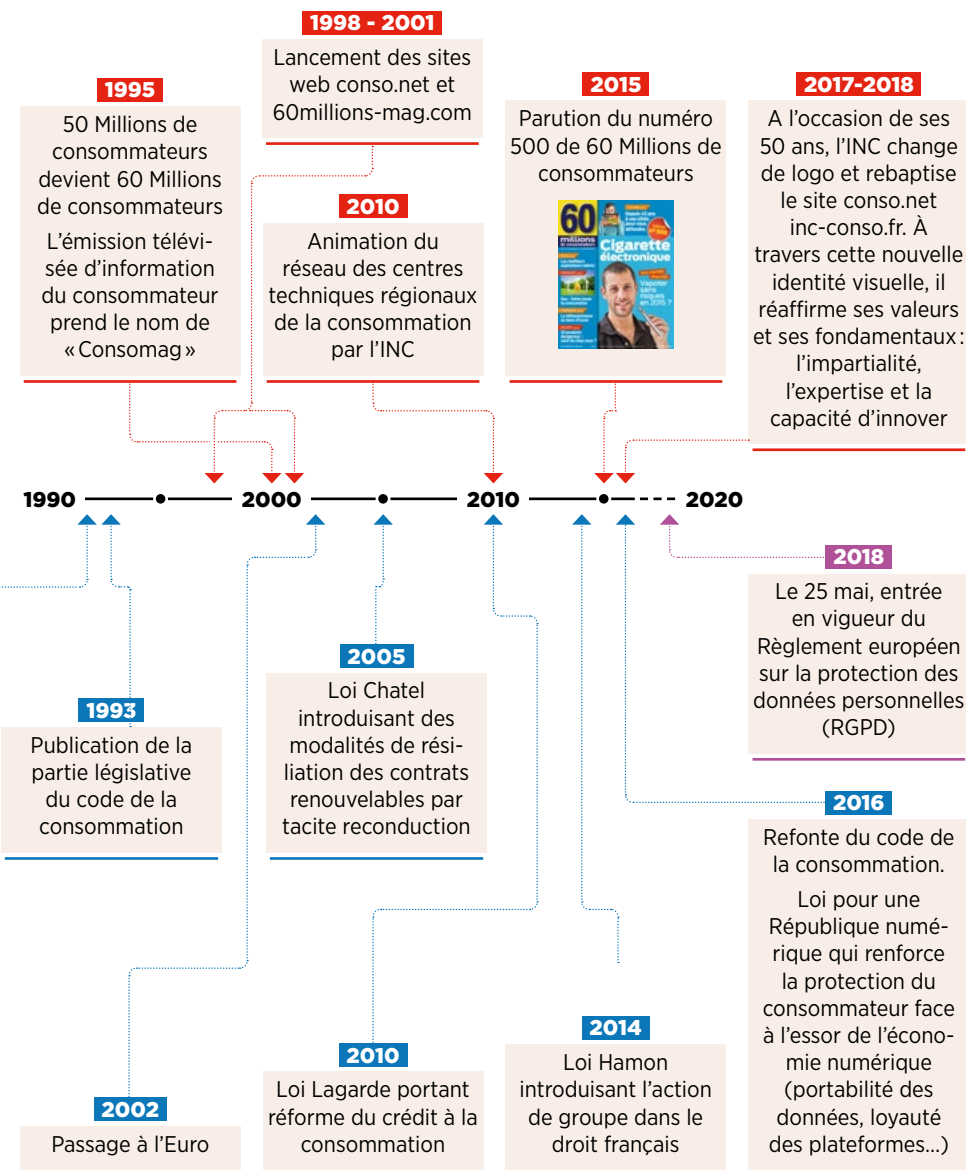 1998 - 2001
Lancement des sites
web conso.net et
60millions-mag.com
1995
50 Millions de
consommateurs
devient 60 Millions
de consommateurs
L’émission télévi-
sée d’information
du consommateur
prend le nom de
« Consomag »
2010
Animation du
réseau des centres
techniques régionaux
de la consommation
par l’INC
2015
Parution du numéro
500 de 60 Millions de
consommateurs
60
millions
Cigarette
électronique
Vapoter
sans
risques
en 2015 ?
2017-2018
A l’occasion de ses
50 ans, l’INC change
de logo et rebaptise
le site conso.net
inc-conso.fr. À
travers cette nouvelle
identité visuelle, il
réaffirme ses valeurs
et ses fondamentaux :
l’impartialité,
l’expertise et la
capacité d’innover
1990 2000 2010 2020
2018
Le 25 mai, entrée
en vigueur du
Règlement européen
sur la protection des
données personnelles
(RGPD)
1993
Publication de la
partie législative
du code de la
consommation
2005
Loi Chatel
introduisant des
modalités de rési-
liation des contrats
renouvelables par
tacite reconduction
2016
Refonte du code de
la consommation.
Loi pour une
République numé-
rique qui renforce
la protection du
consommateur face
à l’essor de l’écono-
mie numérique
(portabilité des
données, loyauté
des plateformes...)
2002
Passage à l’Euro
2010
Loi Lagarde portant
réforme du crédit à la
consommation
2014
Loi Hamon
introduisant l’action
de groupe dans le
droit français